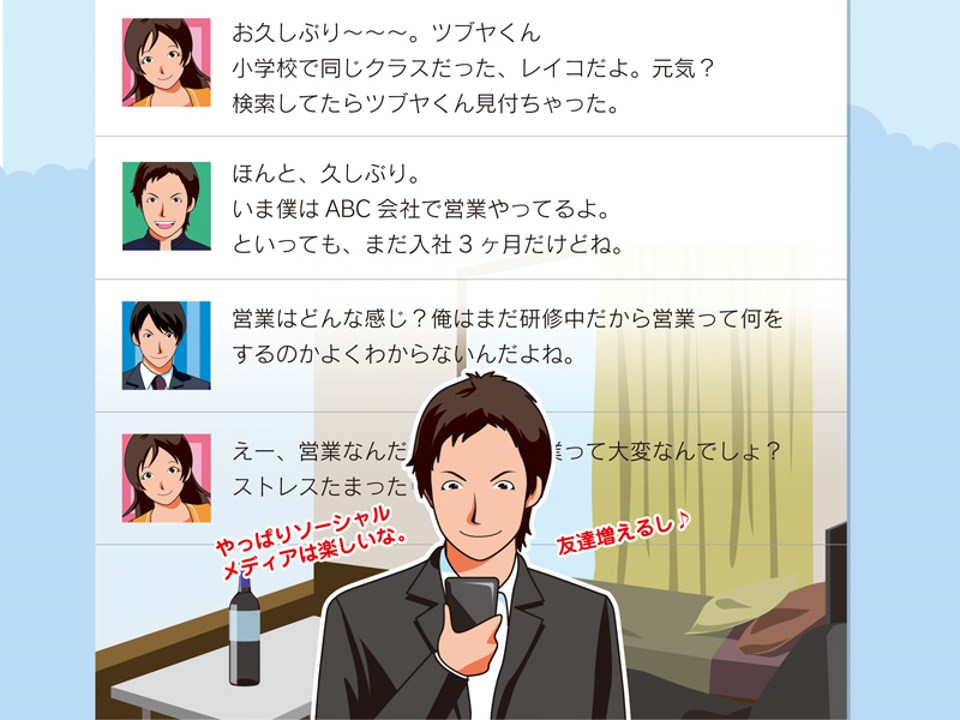 お久しぶり〜〜〜。ツブヤくん
小学校で同じクラスだった、レイコだよ。元気？
検索してたらツブヤくん見付ちゃった。
ほんと、久しぶり。
いま僕は ABC 会社で営業やってるよ。
といっても、まだ入社 3 ヶ月だけどね。
営業はどんな感じ？俺はまだ研修中だから営業って何を
するのかよくわからないんだよね。
えー、営業なんだ
って大変なんでしょ？
ストレスたまった
やっぱりソーシャル
メディアは楽しいな。
友達増えるし♪